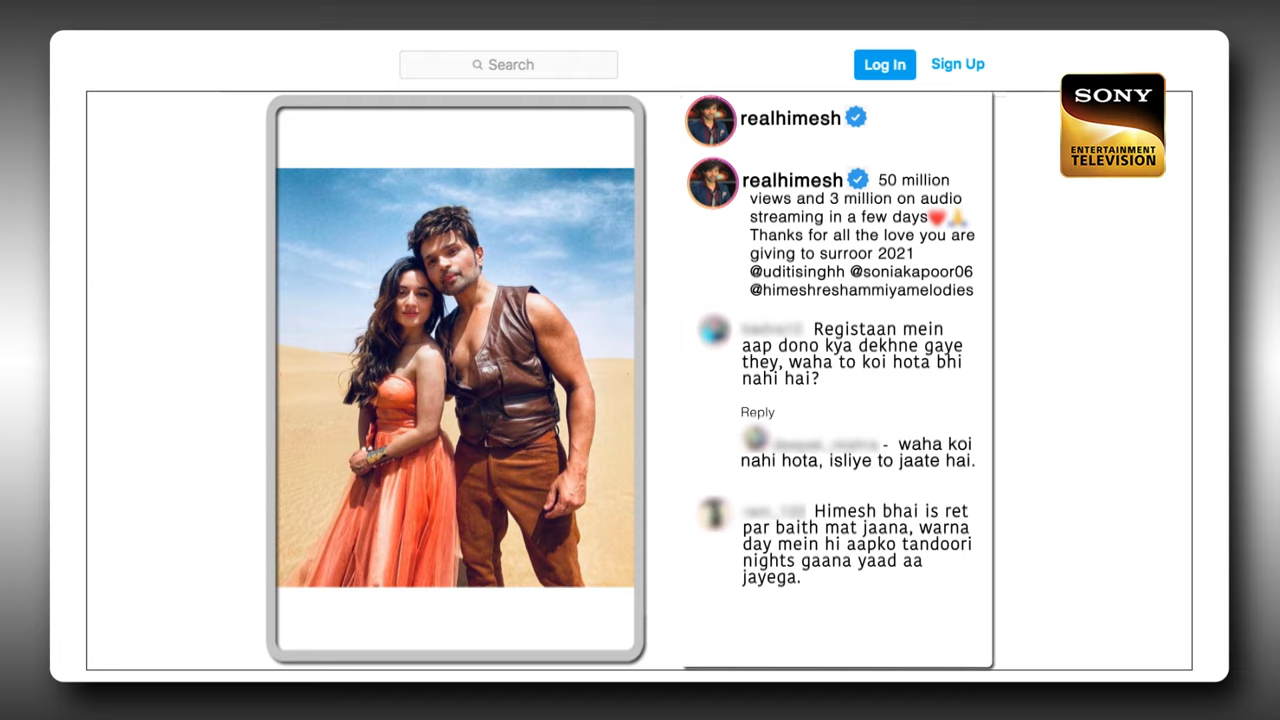 Search
Log In
Sign Up
SONY
ENTERTAINMENT
TELEVISION
realhimesh
realhimesh 50 million
views and 3 million on audio
streaming in a few days❤️🙏
Thanks for all the love you are
giving to surroor 2021
@uditisinghh @soniakapoor06
@himeshreshammiyamelodies
Registaan mein
aap dono kya dekhne gaye
they, waha to koi hota bhi
nahi hai?
Reply
- waha koi
nahi hota, isliye to jaate hai.
Himesh bhai is ret
par baith mat jaana, warna
day mein hi aapko tandoori
nights gaana yaad aa
jayega.